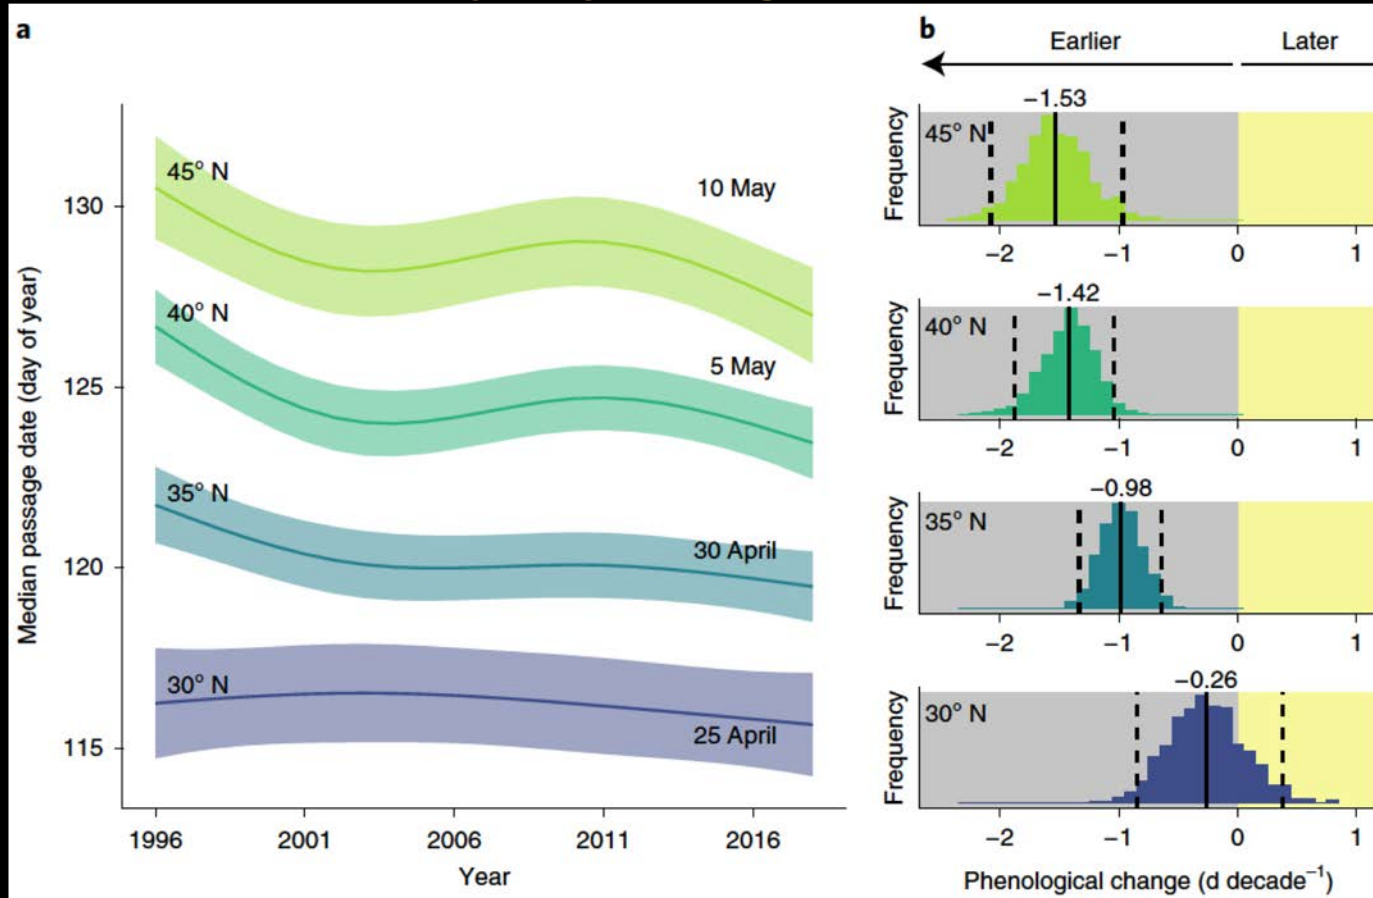 a
Median passage date (day of year)
130
125
120
115
45° N
10 May
40° N
5 May
35° N
30 April
30° N
25 April
1996 2001 2006 2011 2016
Year
b
Earlier Later
−1.53
Frequency
45° N
−2 −1 0 1
−1.42
Frequency
40° N
−2 −1 0 1
−0.98
Frequency
35° N
−2 −1 0 1
−0.26
Frequency
30° N
−2 −1 0 1
Phenological change (d decade⁻¹)